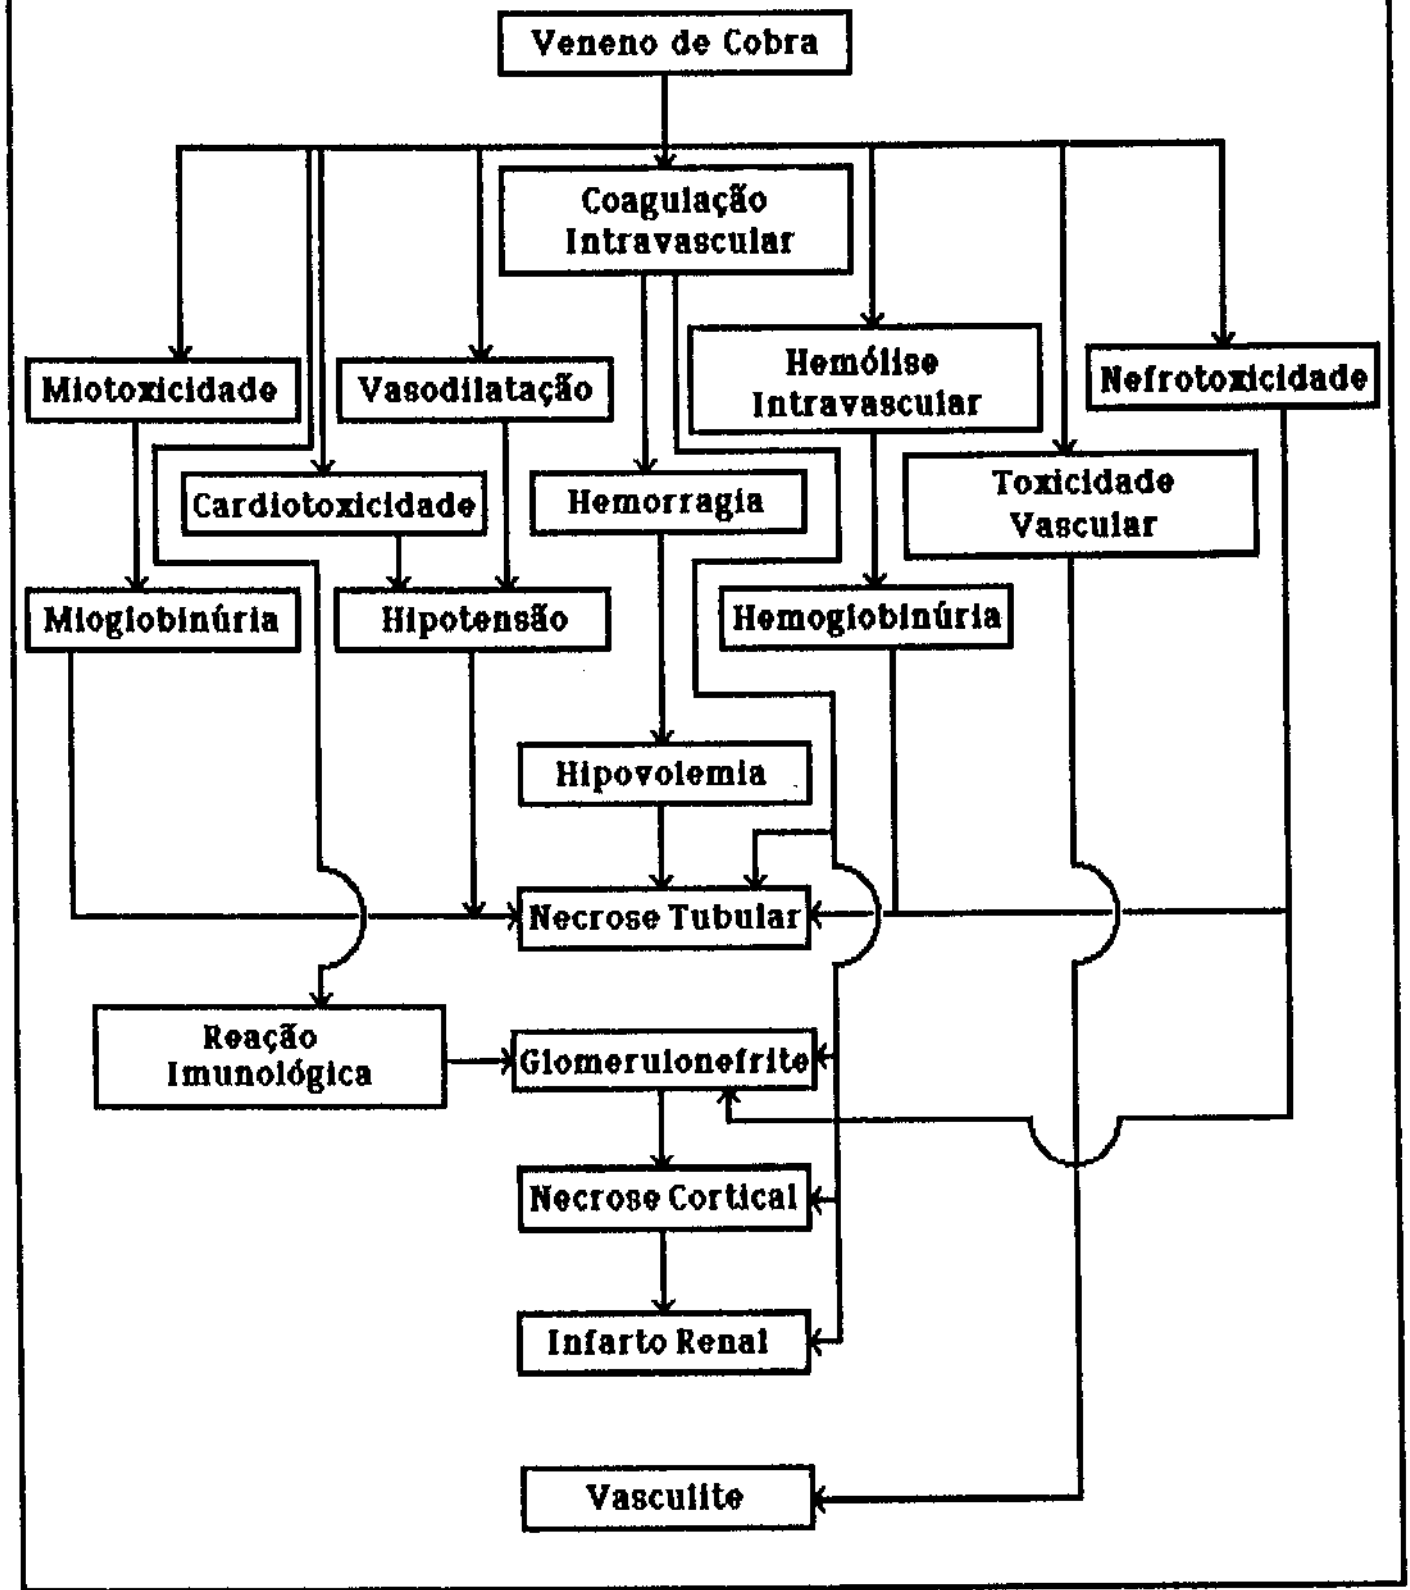 Veneno de Cobra
Coagulação
Intravascular
Miotoxicidade
Vasodilatação
Hemólise
Intravascular
Nefrotoxicidade
Cardiotoxicidade
Hemorragia
Toxicidade
Vascular
Mioglobinúria
Hipotensão
Hemoglobinúria
Hipovolemia
Necrose Tubular
Reação
Imunológica
Glomerulonefrite
Necrose Cortical
Infarto Renal
Vasculite